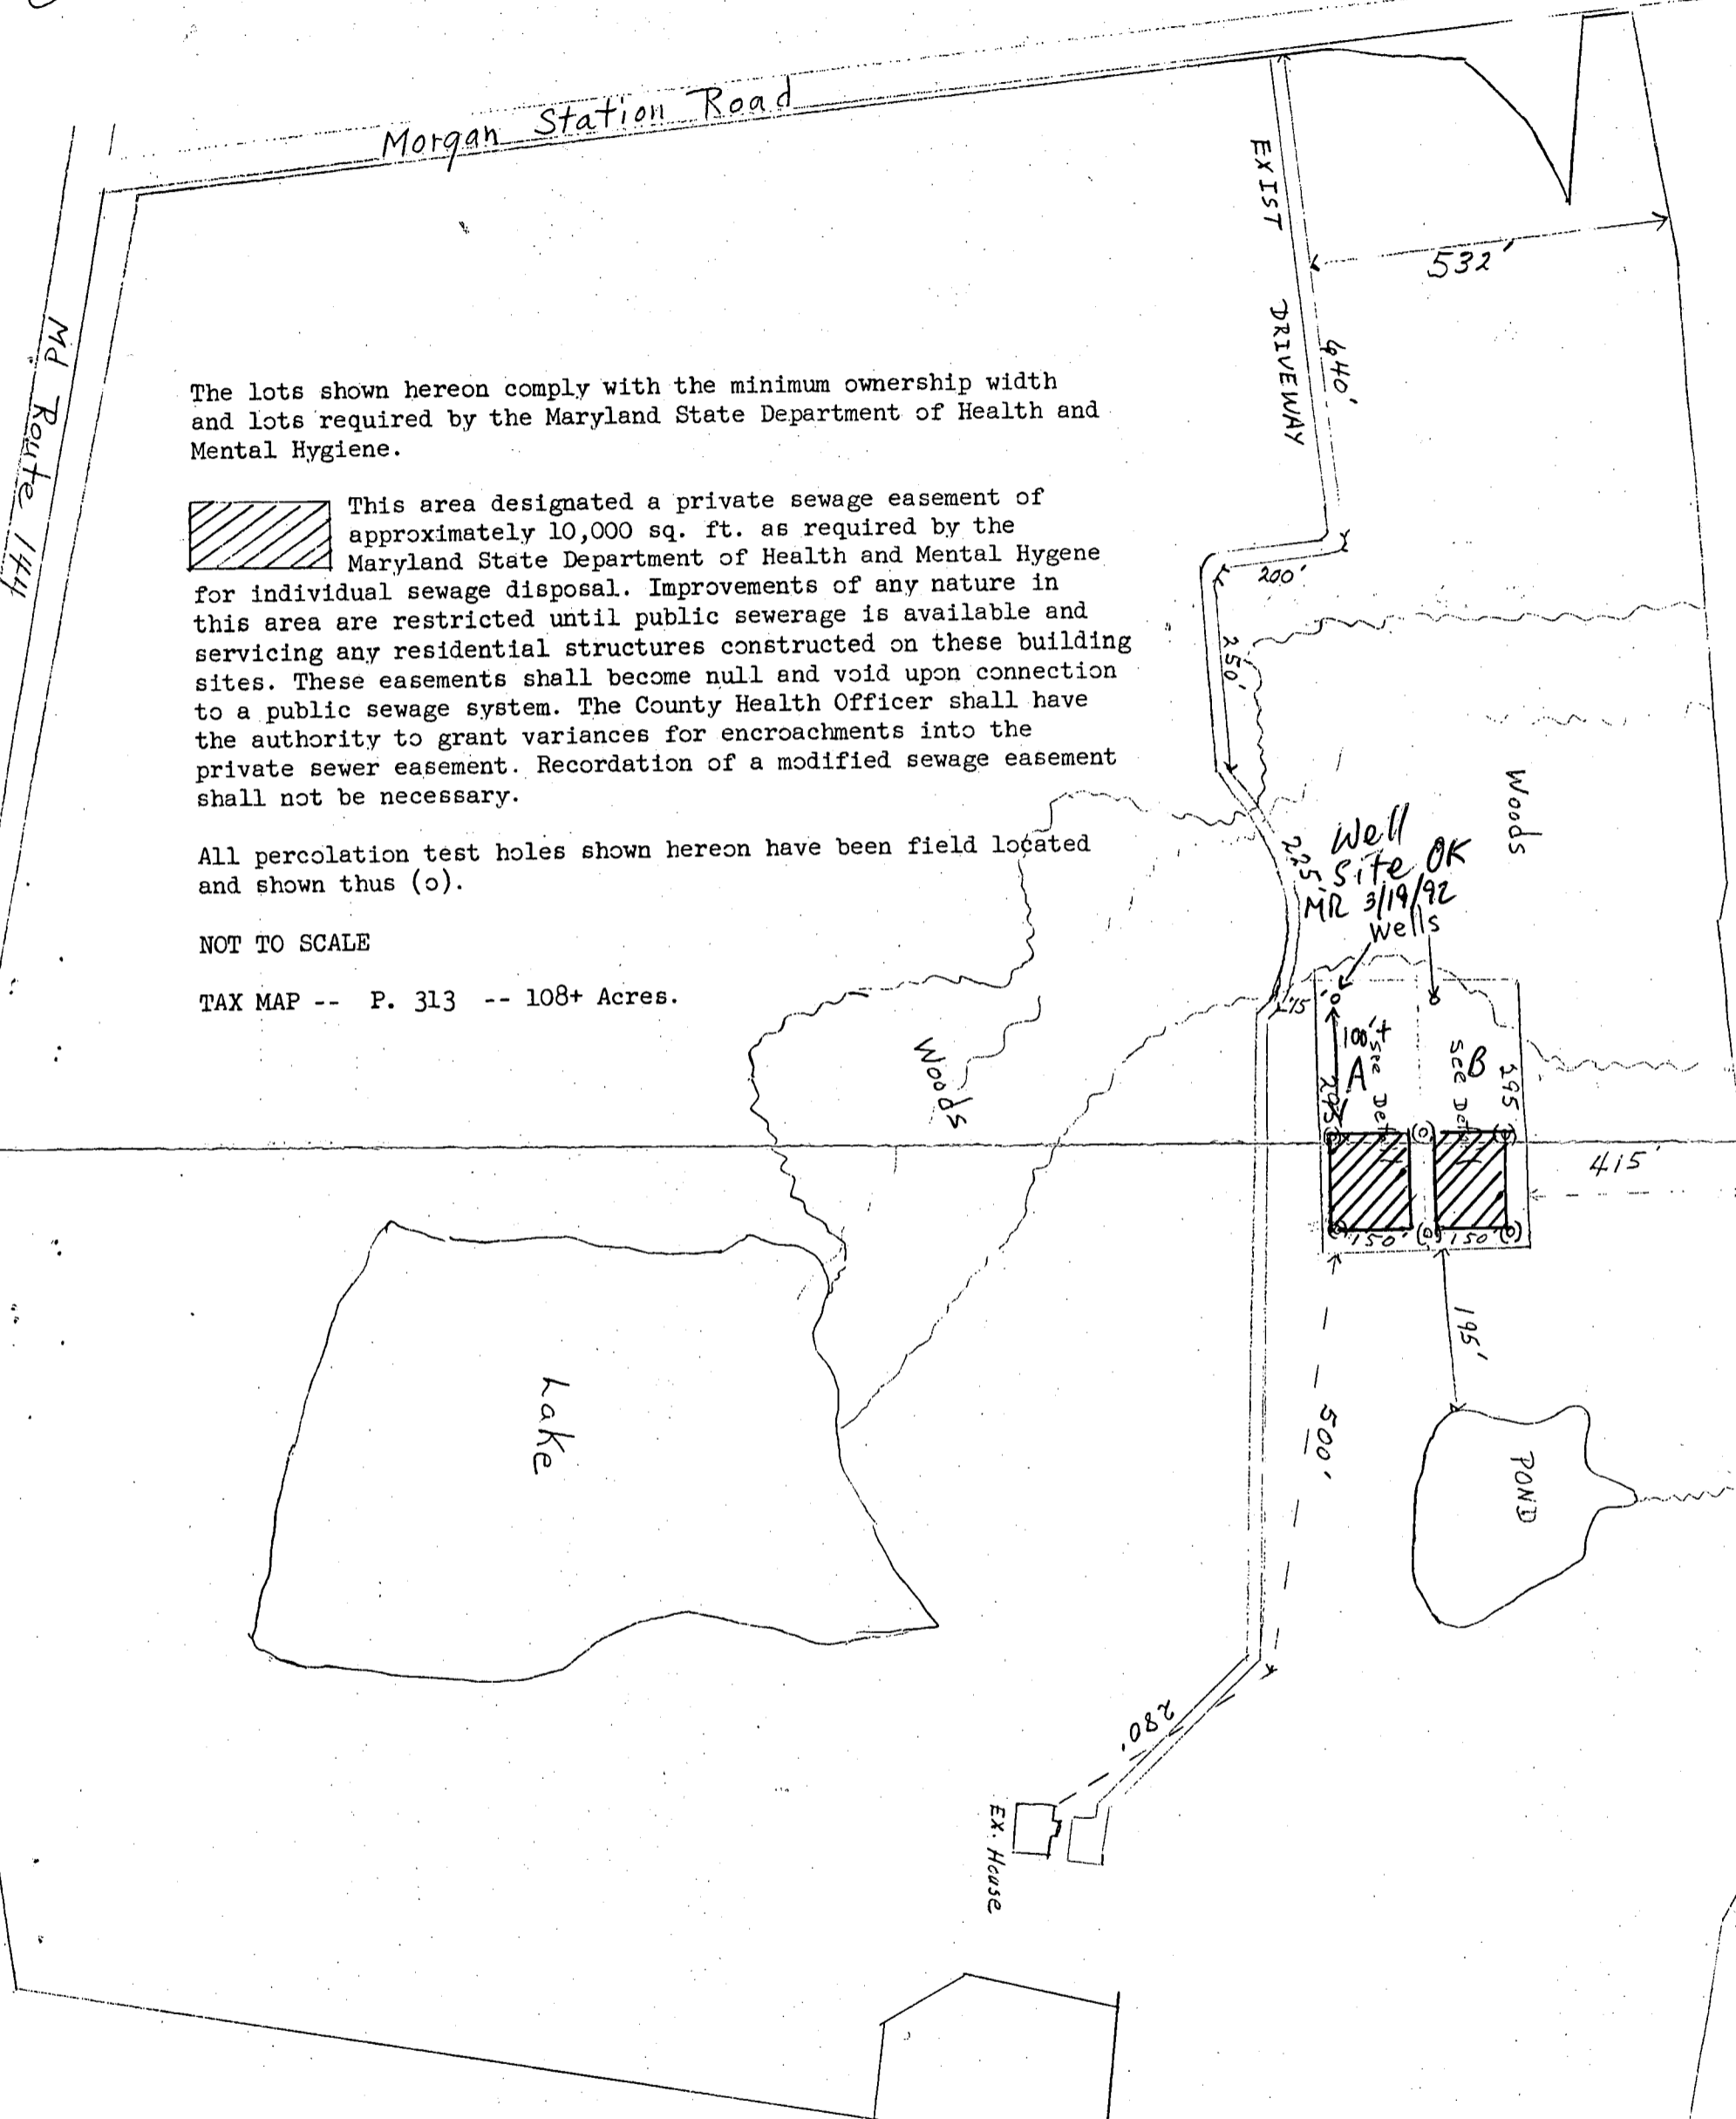 Morgan Station Road
Md Route 144
EXIST DRIVEWAY
532'
640'
200'
250'
The lots shown hereon comply with the minimum ownership width
and lots required by the Maryland State Department of Health and
Mental Hygiene.
This area designated a private sewage easement of
approximately 10,000 sq. ft. as required by the
Maryland State Department of Health and Mental Hygene
for individual sewage disposal. Improvements of any nature in
this area are restricted until public sewerage is available and
servicing any residential structures constructed on these building
sites. These easements shall become null and void upon connection
to a public sewage system. The County Health Officer shall have
the authority to grant variances for encroachments into the
private sewer easement. Recordation of a modified sewage easement
shall not be necessary.
All percolation test holes shown hereon have been field located
and shown thus (o).
NOT TO SCALE
TAX MAP -- P. 313 -- 108+ Acres.
Woods
225'
Well
Site OK
MR 3/19/92
Wells
15'
100'+
A
See Det
295'
B
See Det
295'
Woods
415'
150'
150'
195'
500'
Lake
POND
280'
EX. House